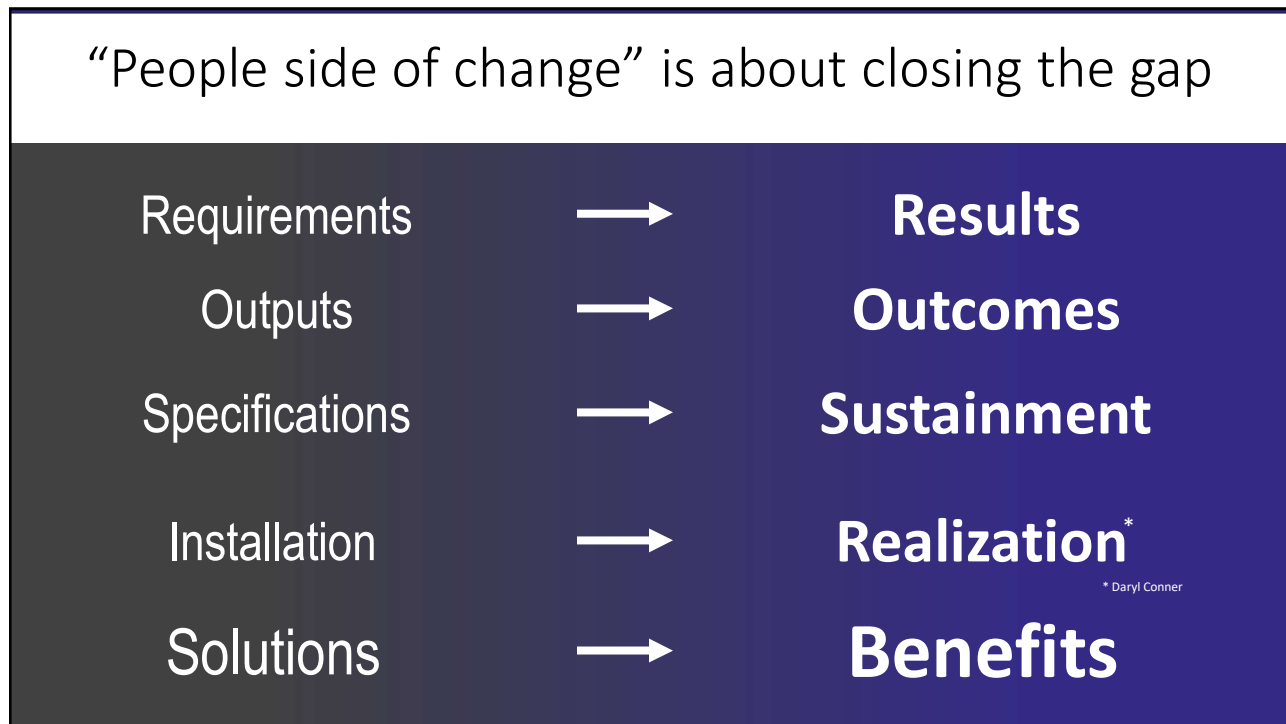 “People side of change” is about closing the gap
Requirements → Results
Outputs → Outcomes
Specifications → Sustainment
Installation → Realization*
* Daryl Conner
Solutions → Benefits